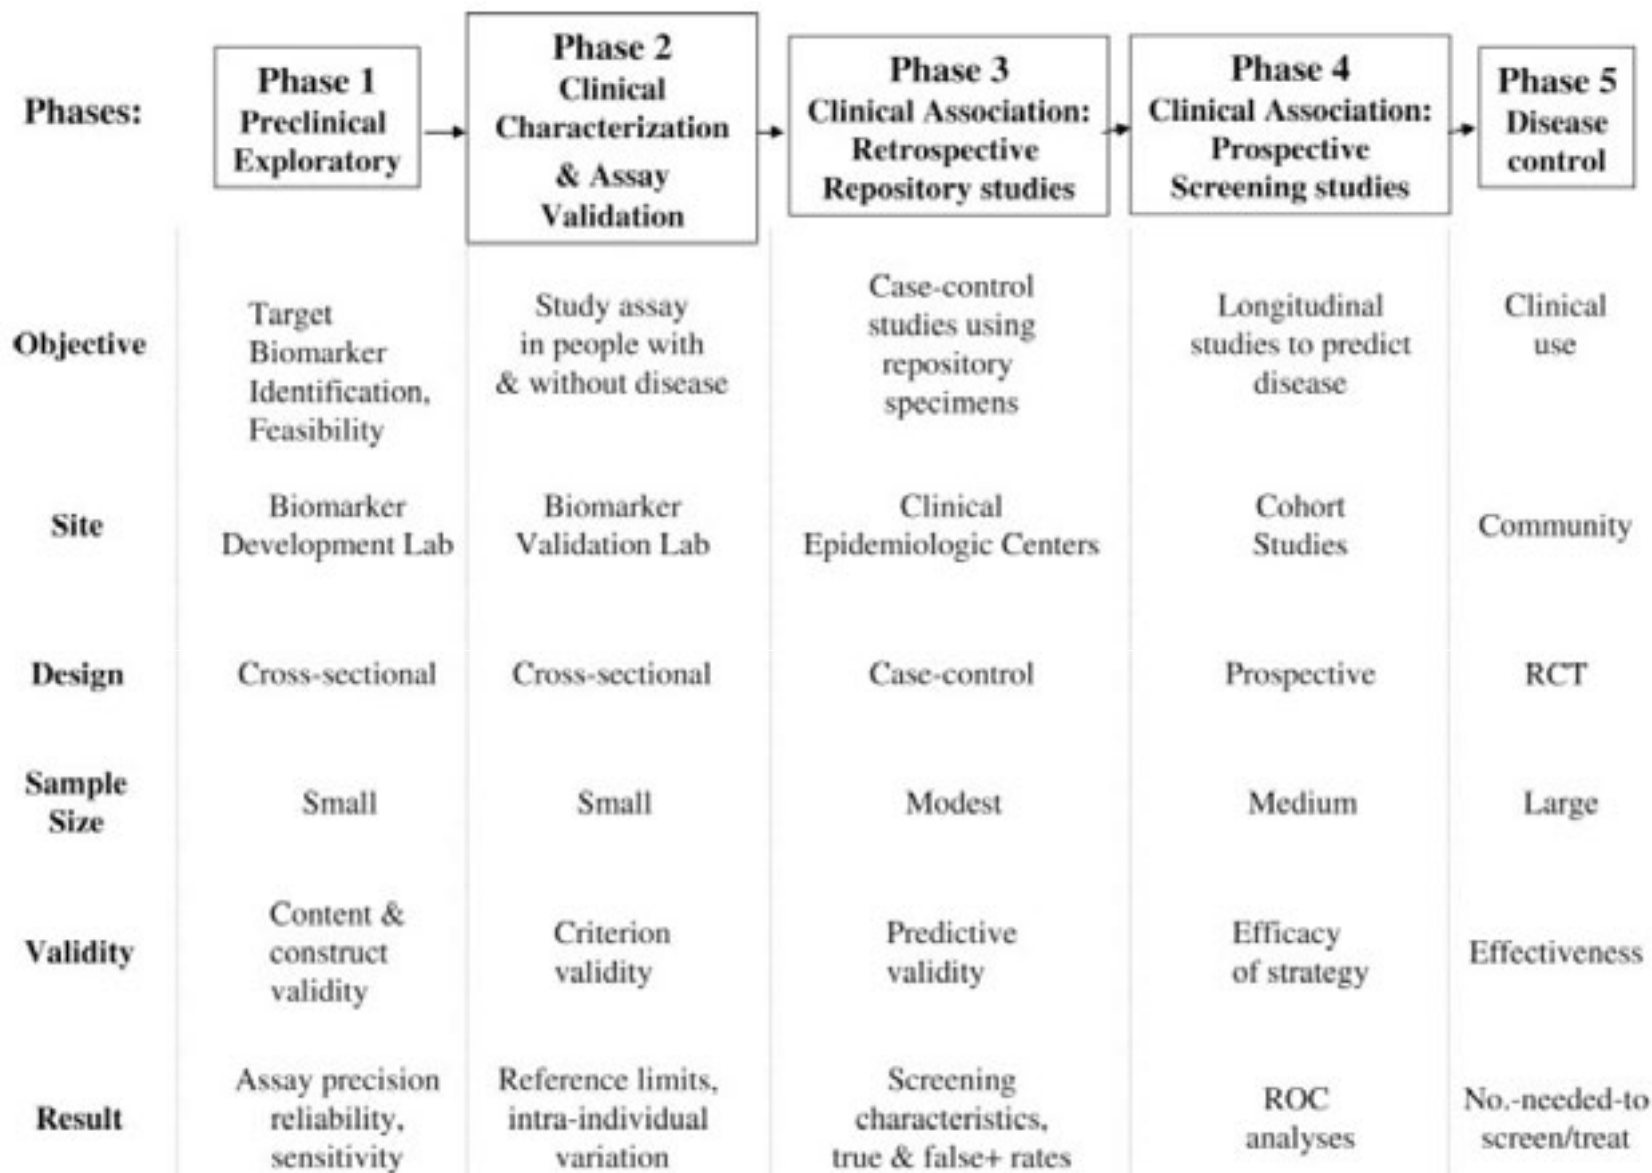 Phases:
Phase 1
Preclinical
Exploratory
Phase 2
Clinical
Characterization
& Assay
Validation
Phase 3
Clinical Association:
Retrospective
Repository studies
Phase 4
Clinical Association:
Prospective
Screening studies
Phase 5
Disease
control
Objective
Target
Biomarker
Identification,
Feasibility
Study assay
in people with
& without disease
Case-control
studies using
repository
specimens
Longitudinal
studies to predict
disease
Clinical
use
Site
Biomarker
Development Lab
Biomarker
Validation Lab
Clinical
Epidemiologic Centers
Cohort
Studies
Community
Design
Cross-sectional
Cross-sectional
Case-control
Prospective
RCT
Sample
Size
Small
Small
Modest
Medium
Large
Validity
Content &
construct
validity
Criterion
validity
Predictive
validity
Efficacy
of strategy
Effectiveness
Result
Assay precision
reliability,
sensitivity
Reference limits,
intra-individual
variation
Screening
characteristics,
true & false+ rates
ROC
analyses
No.-needed-to
screen/treat